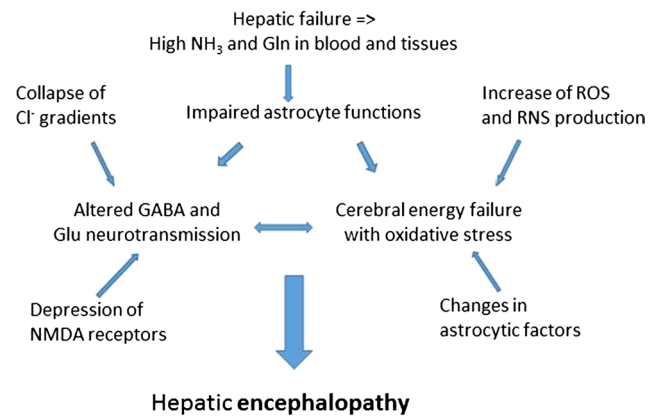 Hepatic failure =>
High NH₃ and Gln in blood and tissues
Collapse of
Cl⁻ gradients
Impaired astrocyte functions
Increase of ROS
and RNS production
Altered GABA and
Glu neurotransmission
Cerebral energy failure
with oxidative stress
Depression of
NMDA receptors
Changes in
astrocytic factors
Hepatic encephalopathy